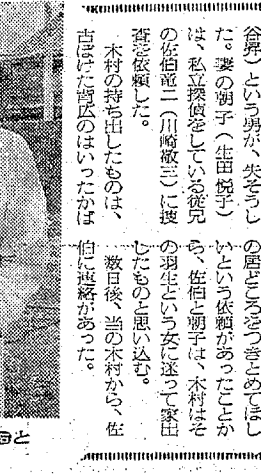 谷昇）という男が、失そうし
た。妻の朝子（生田悦子）
は、私立探偵をしている従兄
の佐伯竜二（川崎敬三）に捜
査を依頼した。
木村の持ち出したものは、
古ぼけた背広のはいったかば
の居どころをつきとめてほし
いという依頼があったことか
ら、佐伯と朝子は、木村はそ
の羽生という女に迷って家出
したものと思い込む。
数日後、当の木村から、佐
伯に連絡があった。
と